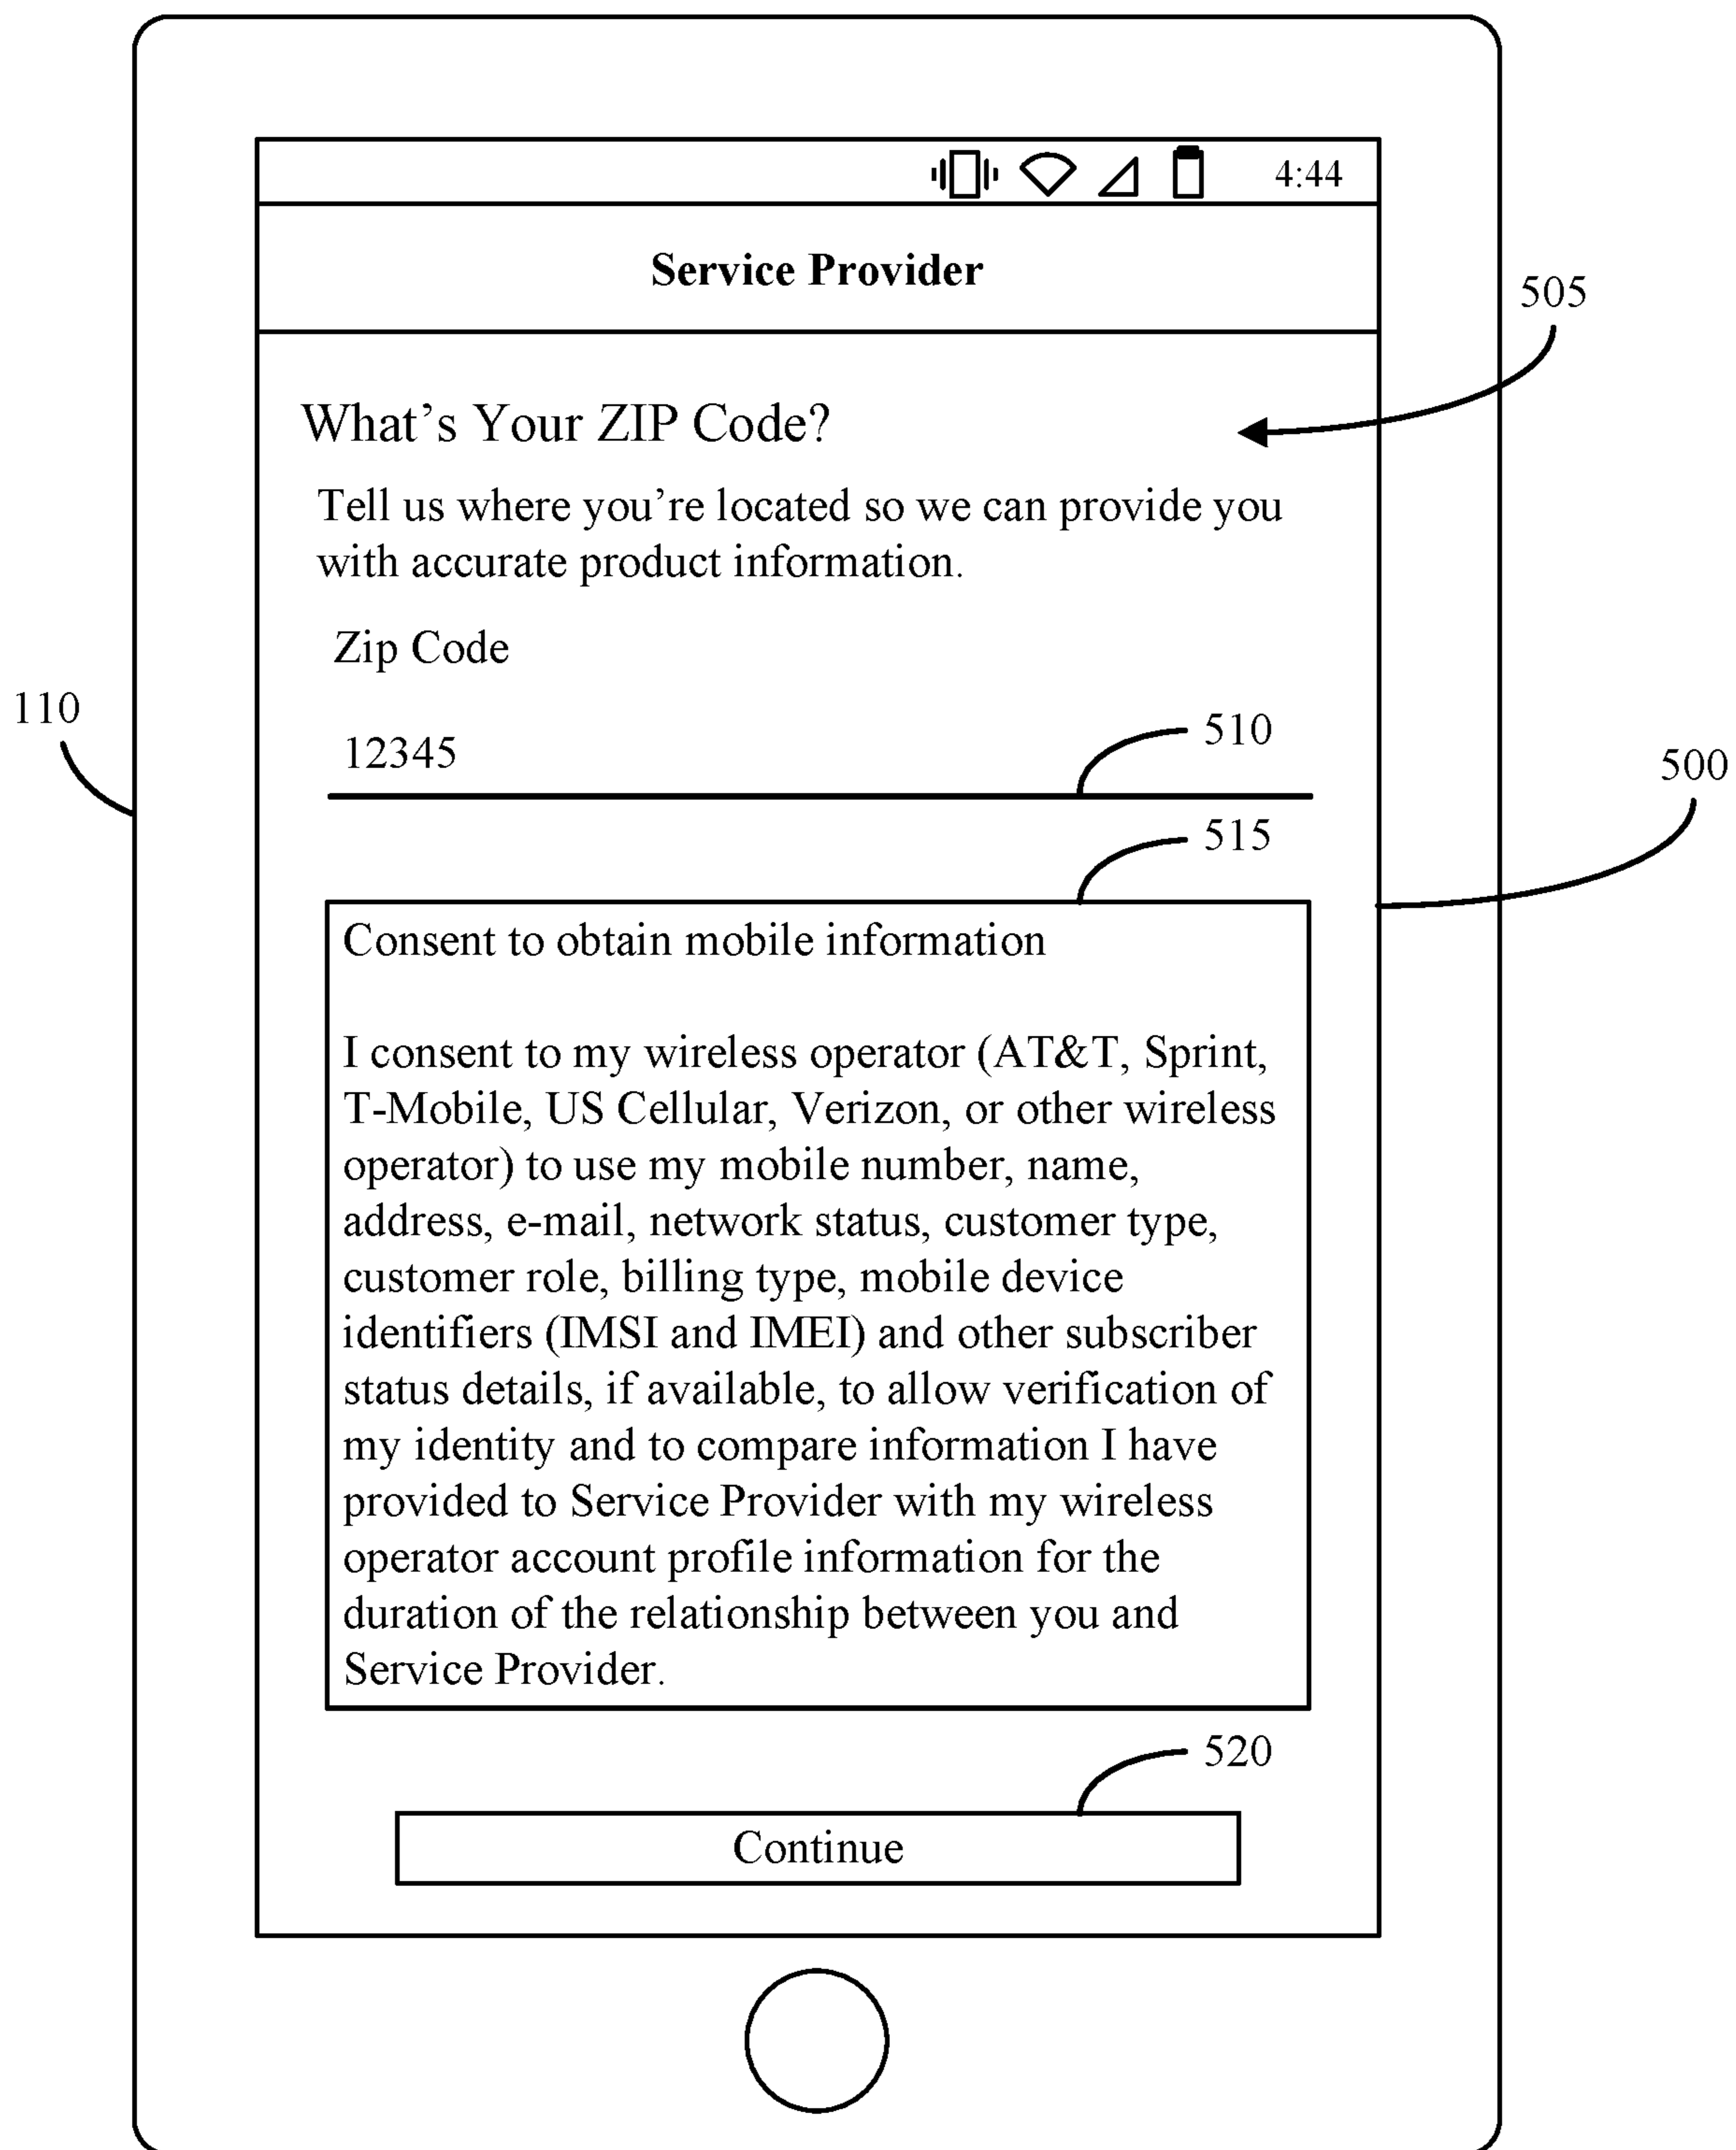 4:44
Service Provider
505
What’s Your ZIP Code?
Tell us where you’re located so we can provide you
with accurate product information.
Zip Code
110
12345
510
500
515
Consent to obtain mobile information
I consent to my wireless operator (AT&T, Sprint,
T-Mobile, US Cellular, Verizon, or other wireless
operator) to use my mobile number, name,
address, e-mail, network status, customer type,
customer role, billing type, mobile device
identifiers (IMSI and IMEI) and other subscriber
status details, if available, to allow verification of
my identity and to compare information I have
provided to Service Provider with my wireless
operator account profile information for the
duration of the relationship between you and
Service Provider.
520
Continue